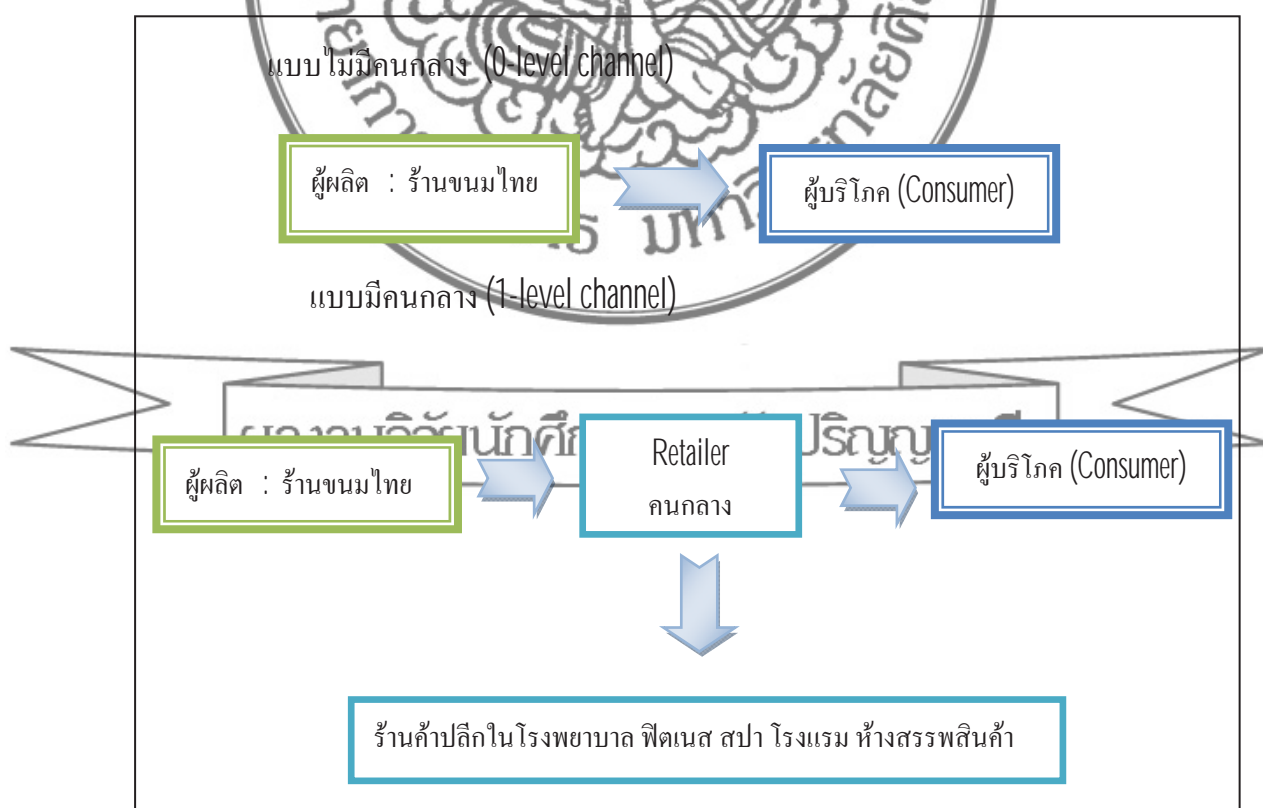 แบบไม่มีคนกลาง (0-level channel)
ผู้ผลิต : ร้านขนมไทย
ผู้บริโภค (Consumer)
แบบมีคนกลาง (1-level channel)
ผู้ผลิต : ร้านขนมไทย
Retailer
คนกลาง
ผู้บริโภค (Consumer)
ร้านค้าปลีกในโรงพยาบาล ฟิตเนส สปา โรงแรม ห้างสรรพสินค้า